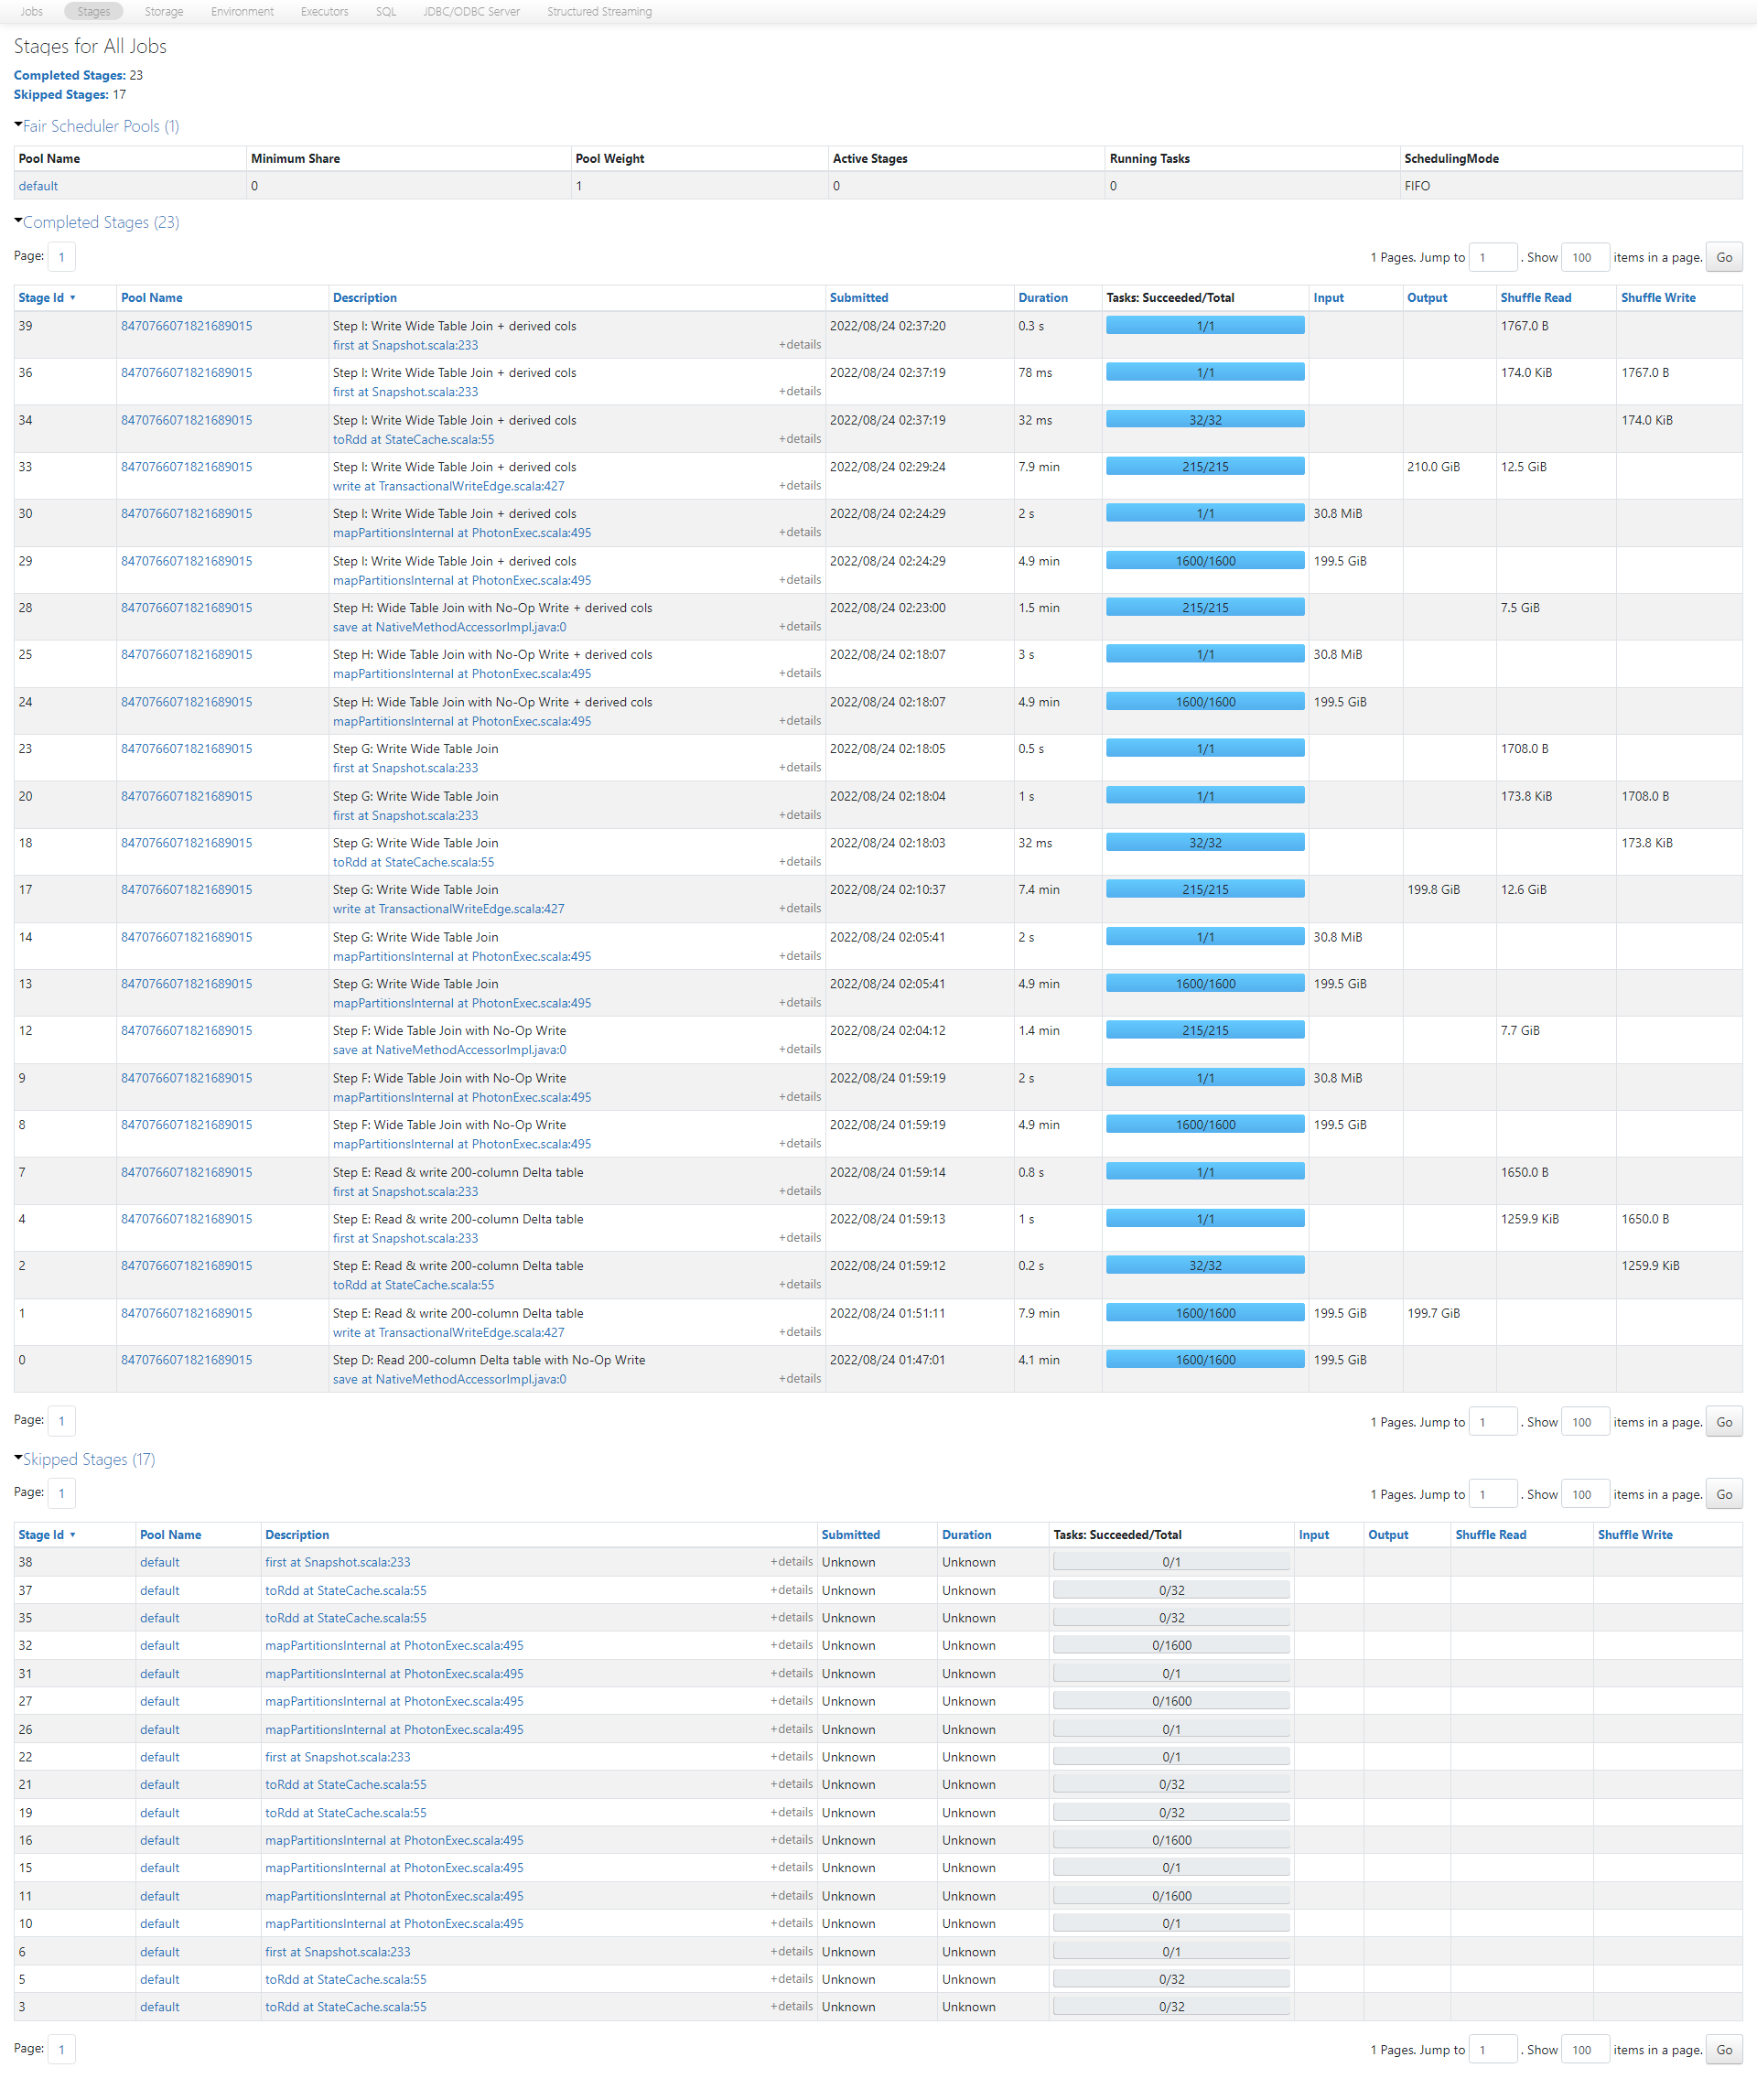 Jobs Stages Storage Environment Executors SQL JDBC/ODBC Server Structured Streaming
Stages for All Jobs
Completed Stages: 23
Skipped Stages: 17
Fair Scheduler Pools (1)
Pool Name Minimum Share Pool Weight Active Stages Running Tasks SchedulingMode
default 0 1 0 0 FIFO
Completed Stages (23)
Page: 1 1 Pages. Jump to 1 . Show 100 items in a page. Go
Stage Id ▾ Pool Name Description Submitted Duration Tasks: Succeeded/Total Input Output Shuffle Read Shuffle Write
39 8470766071821689015 Step I: Write Wide Table Join + derived cols 2022/08/24 02:37:20 0.3 s 1/1 1767.0 B
first at Snapshot.scala:233 +details
36 8470766071821689015 Step I: Write Wide Table Join + derived cols 2022/08/24 02:37:19 78 ms 1/1 174.0 KiB 1767.0 B
first at Snapshot.scala:233 +details
34 8470766071821689015 Step I: Write Wide Table Join + derived cols 2022/08/24 02:37:19 32 ms 32/32 174.0 KiB
toRdd at StateCache.scala:55 +details
33 8470766071821689015 Step I: Write Wide Table Join + derived cols 2022/08/24 02:29:24 7.9 min 215/215 210.0 GiB 12.5 GiB
write at TransactionalWriteEdge.scala:427 +details
30 8470766071821689015 Step I: Write Wide Table Join + derived cols 2022/08/24 02:24:29 2 s 1/1 30.8 MiB
mapPartitionsInternal at PhotonExec.scala:495 +details
29 8470766071821689015 Step I: Write Wide Table Join + derived cols 2022/08/24 02:24:29 4.9 min 1600/1600 199.5 GiB
mapPartitionsInternal at PhotonExec.scala:495 +details
28 8470766071821689015 Step H: Wide Table Join with No-Op Write + derived cols 2022/08/24 02:23:00 1.5 min 215/215 7.5 GiB
save at NativeMethodAccessorImpl.java:0 +details
25 8470766071821689015 Step H: Wide Table Join with No-Op Write + derived cols 2022/08/24 02:18:07 3 s 1/1 30.8 MiB
mapPartitionsInternal at PhotonExec.scala:495 +details
24 8470766071821689015 Step H: Wide Table Join with No-Op Write + derived cols 2022/08/24 02:18:07 4.9 min 1600/1600 199.5 GiB
mapPartitionsInternal at PhotonExec.scala:495 +details
23 8470766071821689015 Step G: Write Wide Table Join 2022/08/24 02:18:05 0.5 s 1/1 1708.0 B
first at Snapshot.scala:233 +details
20 8470766071821689015 Step G: Write Wide Table Join 2022/08/24 02:18:04 1 s 1/1 173.8 KiB 1708.0 B
first at Snapshot.scala:233 +details
18 8470766071821689015 Step G: Write Wide Table Join 2022/08/24 02:18:03 32 ms 32/32 173.8 KiB
toRdd at StateCache.scala:55 +details
17 8470766071821689015 Step G: Write Wide Table Join 2022/08/24 02:10:37 7.4 min 215/215 199.8 GiB 12.6 GiB
write at TransactionalWriteEdge.scala:427 +details
14 8470766071821689015 Step G: Write Wide Table Join 2022/08/24 02:05:41 2 s 1/1 30.8 MiB
mapPartitionsInternal at PhotonExec.scala:495 +details
13 8470766071821689015 Step G: Write Wide Table Join 2022/08/24 02:05:41 4.9 min 1600/1600 199.5 GiB
mapPartitionsInternal at PhotonExec.scala:495 +details
12 8470766071821689015 Step F: Wide Table Join with No-Op Write 2022/08/24 02:04:12 1.4 min 215/215 7.7 GiB
save at NativeMethodAccessorImpl.java:0 +details
9 8470766071821689015 Step F: Wide Table Join with No-Op Write 2022/08/24 01:59:19 2 s 1/1 30.8 MiB
mapPartitionsInternal at PhotonExec.scala:495 +details
8 8470766071821689015 Step F: Wide Table Join with No-Op Write 2022/08/24 01:59:19 4.9 min 1600/1600 199.5 GiB
mapPartitionsInternal at PhotonExec.scala:495 +details
7 8470766071821689015 Step E: Read & write 200-column Delta table 2022/08/24 01:59:14 0.8 s 1/1 1650.0 B
first at Snapshot.scala:233 +details
4 8470766071821689015 Step E: Read & write 200-column Delta table 2022/08/24 01:59:13 1 s 1/1 1259.9 KiB 1650.0 B
first at Snapshot.scala:233 +details
2 8470766071821689015 Step E: Read & write 200-column Delta table 2022/08/24 01:59:12 0.2 s 32/32 1259.9 KiB
toRdd at StateCache.scala:55 +details
1 8470766071821689015 Step E: Read & write 200-column Delta table 2022/08/24 01:51:11 7.9 min 1600/1600 199.5 GiB 199.7 GiB
write at TransactionalWriteEdge.scala:427 +details
0 8470766071821689015 Step D: Read 200-column Delta table with No-Op Write 2022/08/24 01:47:01 4.1 min 1600/1600 199.5 GiB
save at NativeMethodAccessorImpl.java:0 +details
Page: 1 1 Pages. Jump to 1 . Show 100 items in a page. Go
Skipped Stages (17)
Page: 1 1 Pages. Jump to 1 . Show 100 items in a page. Go
Stage Id ▾ Pool Name Description Submitted Duration Tasks: Succeeded/Total Input Output Shuffle Read Shuffle Write
38 default first at Snapshot.scala:233 +details Unknown Unknown 0/1
37 default toRdd at StateCache.scala:55 +details Unknown Unknown 0/32
35 default toRdd at StateCache.scala:55 +details Unknown Unknown 0/32
32 default mapPartitionsInternal at PhotonExec.scala:495 +details Unknown Unknown 0/1600
31 default mapPartitionsInternal at PhotonExec.scala:495 +details Unknown Unknown 0/1
27 default mapPartitionsInternal at PhotonExec.scala:495 +details Unknown Unknown 0/1600
26 default mapPartitionsInternal at PhotonExec.scala:495 +details Unknown Unknown 0/1
22 default first at Snapshot.scala:233 +details Unknown Unknown 0/1
21 default toRdd at StateCache.scala:55 +details Unknown Unknown 0/32
19 default toRdd at StateCache.scala:55 +details Unknown Unknown 0/32
16 default mapPartitionsInternal at PhotonExec.scala:495 +details Unknown Unknown 0/1600
15 default mapPartitionsInternal at PhotonExec.scala:495 +details Unknown Unknown 0/1
11 default mapPartitionsInternal at PhotonExec.scala:495 +details Unknown Unknown 0/1600
10 default mapPartitionsInternal at PhotonExec.scala:495 +details Unknown Unknown 0/1
6 default first at Snapshot.scala:233 +details Unknown Unknown 0/1
5 default toRdd at StateCache.scala:55 +details Unknown Unknown 0/32
3 default toRdd at StateCache.scala:55 +details Unknown Unknown 0/32
Page: 1 1 Pages. Jump to 1 . Show 100 items in a page. Go